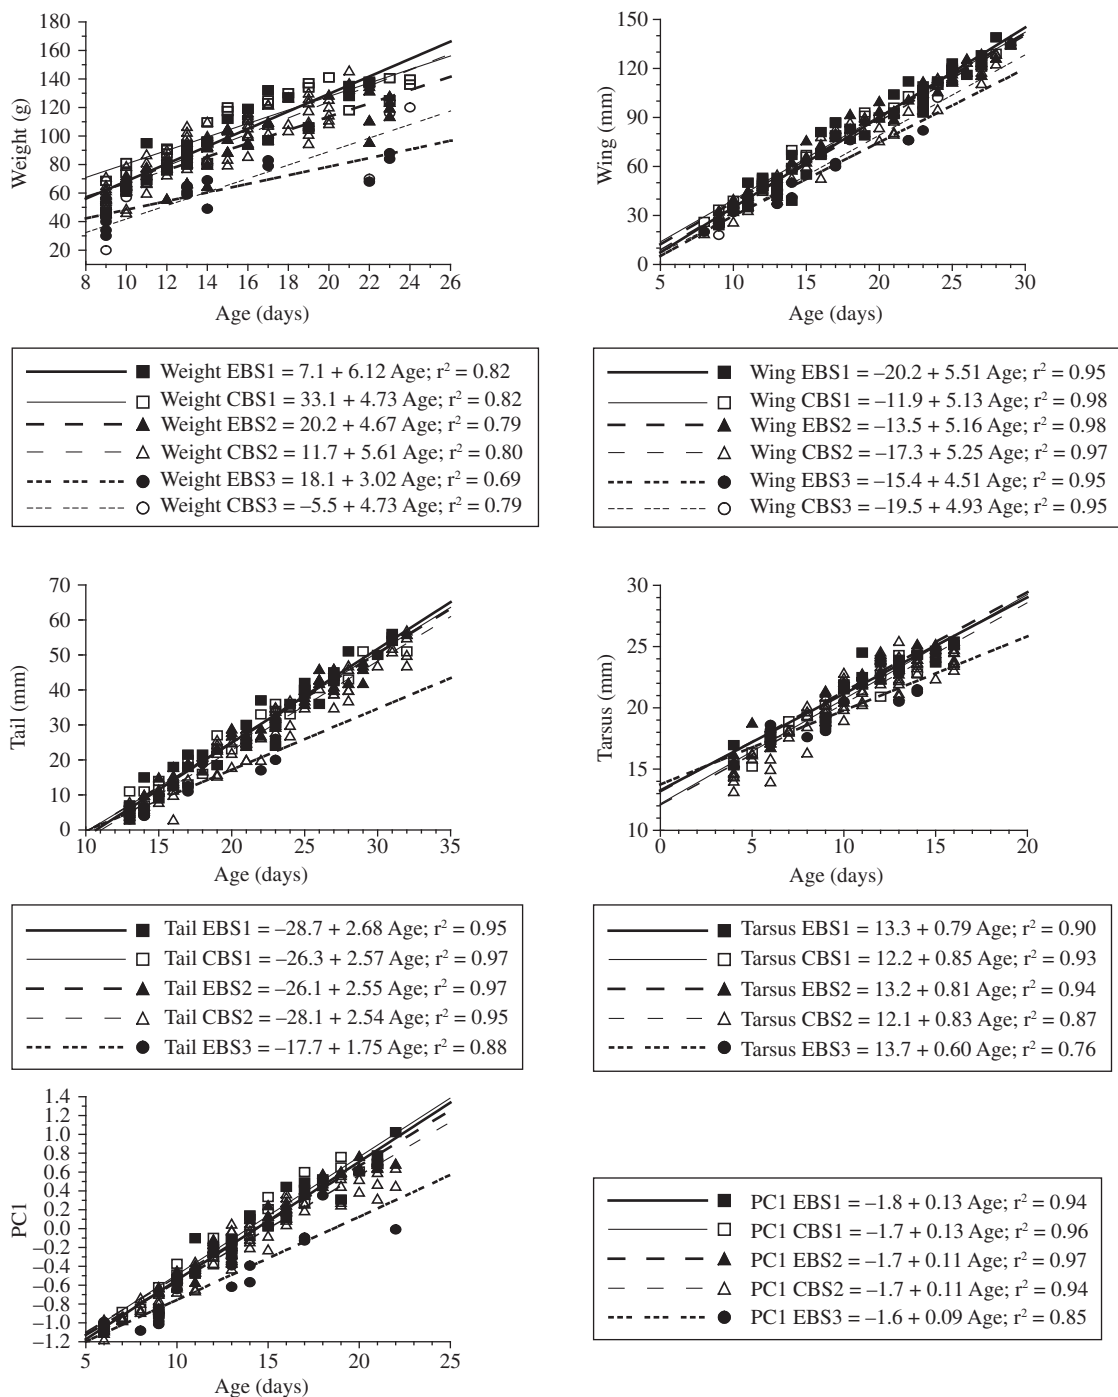 180
160
140
120
100
80
60
40
20
Weight (g)
8 10 12 14 16 18 20 22 24 26
Age (days)
150
120
90
60
30
0
Wing (mm)
5 10 15 20 25 30
Age (days)
Weight EBS1 = 7.1 + 6.12 Age; r² = 0.82
Weight CBS1 = 33.1 + 4.73 Age; r² = 0.82
Weight EBS2 = 20.2 + 4.67 Age; r² = 0.79
Weight CBS2 = 11.7 + 5.61 Age; r² = 0.80
Weight EBS3 = 18.1 + 3.02 Age; r² = 0.69
Weight CBS3 = –5.5 + 4.73 Age; r² = 0.79
Wing EBS1 = –20.2 + 5.51 Age; r² = 0.95
Wing CBS1 = –11.9 + 5.13 Age; r² = 0.98
Wing EBS2 = –13.5 + 5.16 Age; r² = 0.98
Wing CBS2 = –17.3 + 5.25 Age; r² = 0.97
Wing EBS3 = –15.4 + 4.51 Age; r² = 0.95
Wing CBS3 = –19.5 + 4.93 Age; r² = 0.95
70
60
50
40
30
20
10
0
Tail (mm)
10 15 20 25 30 35
Age (days)
30
25
20
15
10
Tarsus (mm)
0 5 10 15 20
Age (days)
Tail EBS1 = –28.7 + 2.68 Age; r² = 0.95
Tail CBS1 = –26.3 + 2.57 Age; r² = 0.97
Tail EBS2 = –26.1 + 2.55 Age; r² = 0.97
Tail CBS2 = –28.1 + 2.54 Age; r² = 0.95
Tail EBS3 = –17.7 + 1.75 Age; r² = 0.88
Tarsus EBS1 = 13.3 + 0.79 Age; r² = 0.90
Tarsus CBS1 = 12.2 + 0.85 Age; r² = 0.93
Tarsus EBS2 = 13.2 + 0.81 Age; r² = 0.94
Tarsus CBS2 = 12.1 + 0.83 Age; r² = 0.87
Tarsus EBS3 = 13.7 + 0.60 Age; r² = 0.76
1.4
1.2
1.0
0.8
0.6
0.4
0.2
0.0
–0.2
–0.4
–0.6
–0.8
–1.0
–1.2
PC1
5 10 15 20 25
Age (days)
PC1 EBS1 = –1.8 + 0.13 Age; r² = 0.94
PC1 CBS1 = –1.7 + 0.13 Age; r² = 0.96
PC1 EBS2 = –1.7 + 0.11 Age; r² = 0.97
PC1 CBS2 = –1.7 + 0.11 Age; r² = 0.94
PC1 EBS3 = –1.6 + 0.09 Age; r² = 0.85